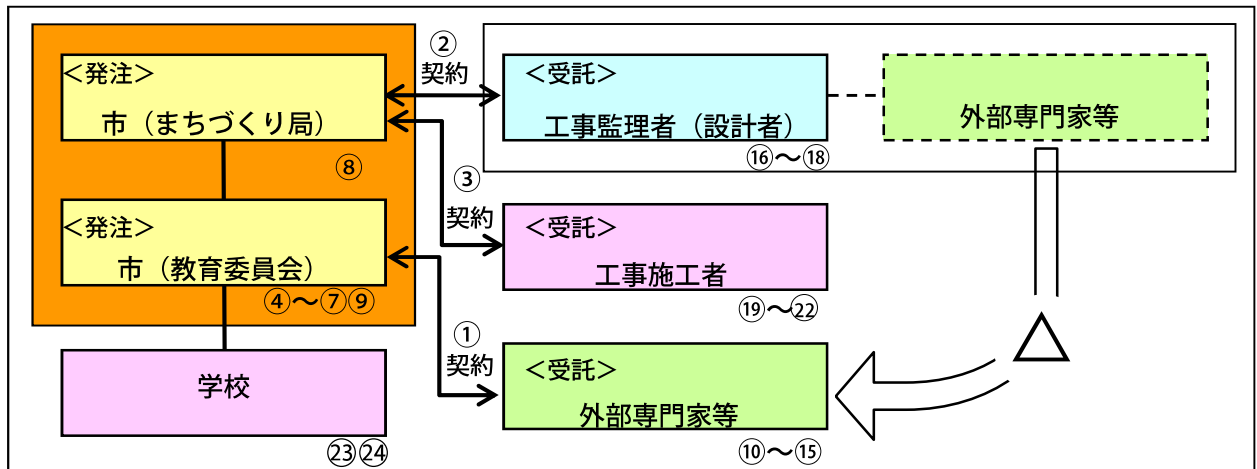 ②
契約
＜発注＞
市（まちづくり局）
⑧
＜受託＞
工事監理者（設計者）
⑯～⑱
外部専門家等
③
契約
＜発注＞
市（教育委員会）
④～⑦⑨
＜受託＞
工事施工者
⑲～㉒
①
契約
学校
㉓㉔
＜受託＞
外部専門家等
⑩～⑮